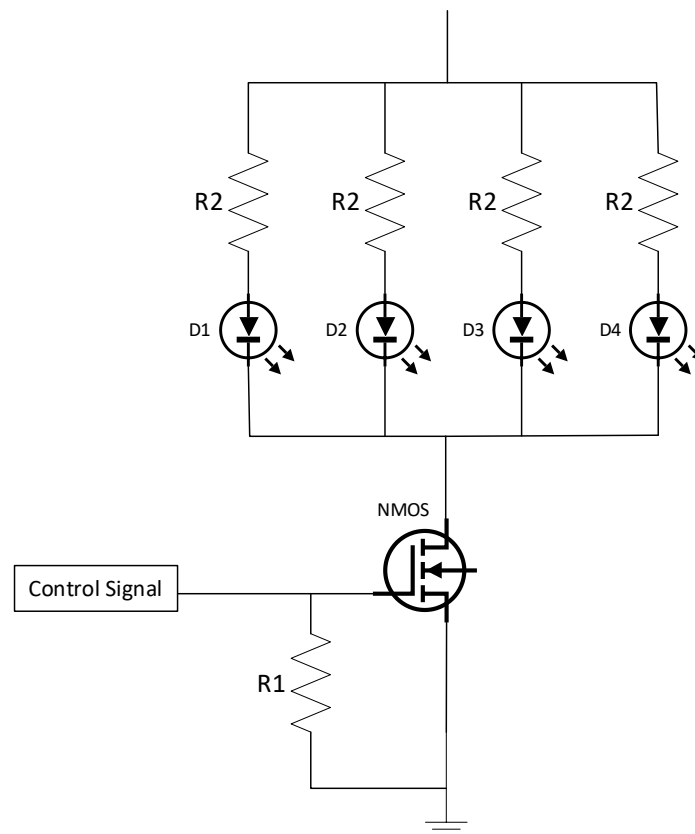 R2
R2
R2
R2
D1
D2
D3
D4
NMOS
Control Signal
R1